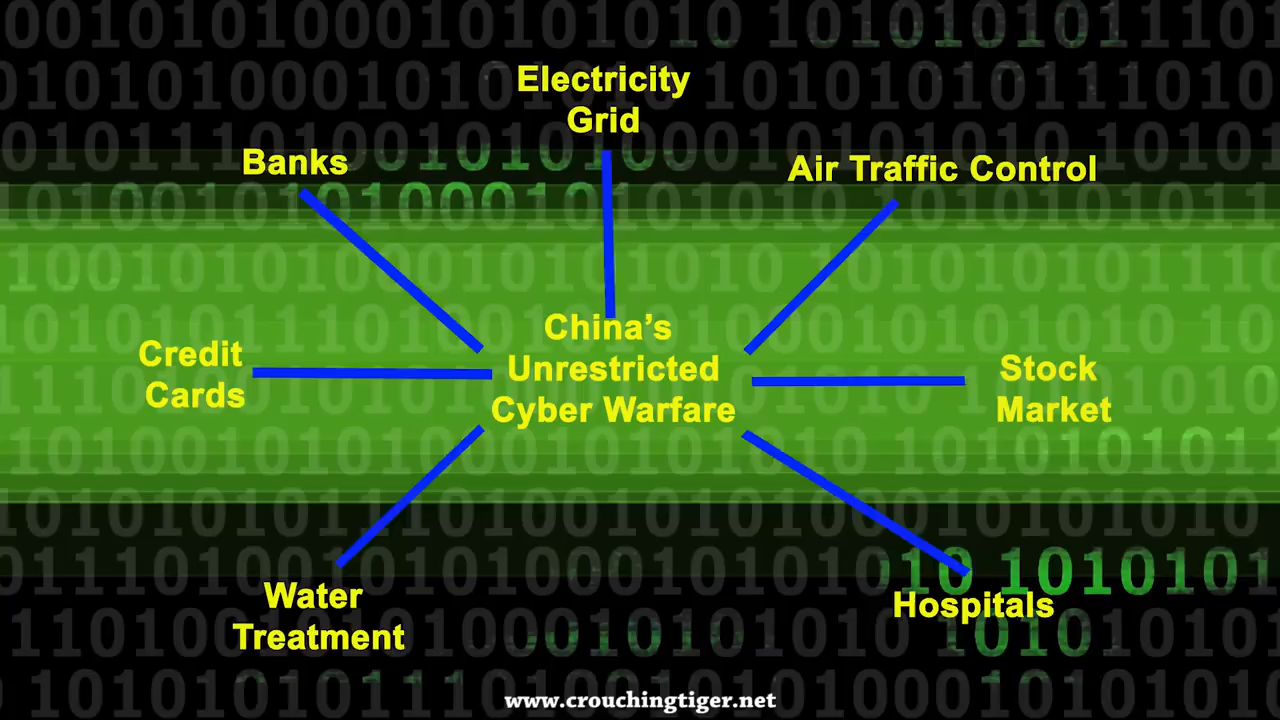 Electricity
Grid
Banks
Air Traffic Control
China's
Unrestricted
Cyber Warfare
Credit
Cards
Stock
Market
Water
Treatment
Hospitals
www.crouchingtiger.net